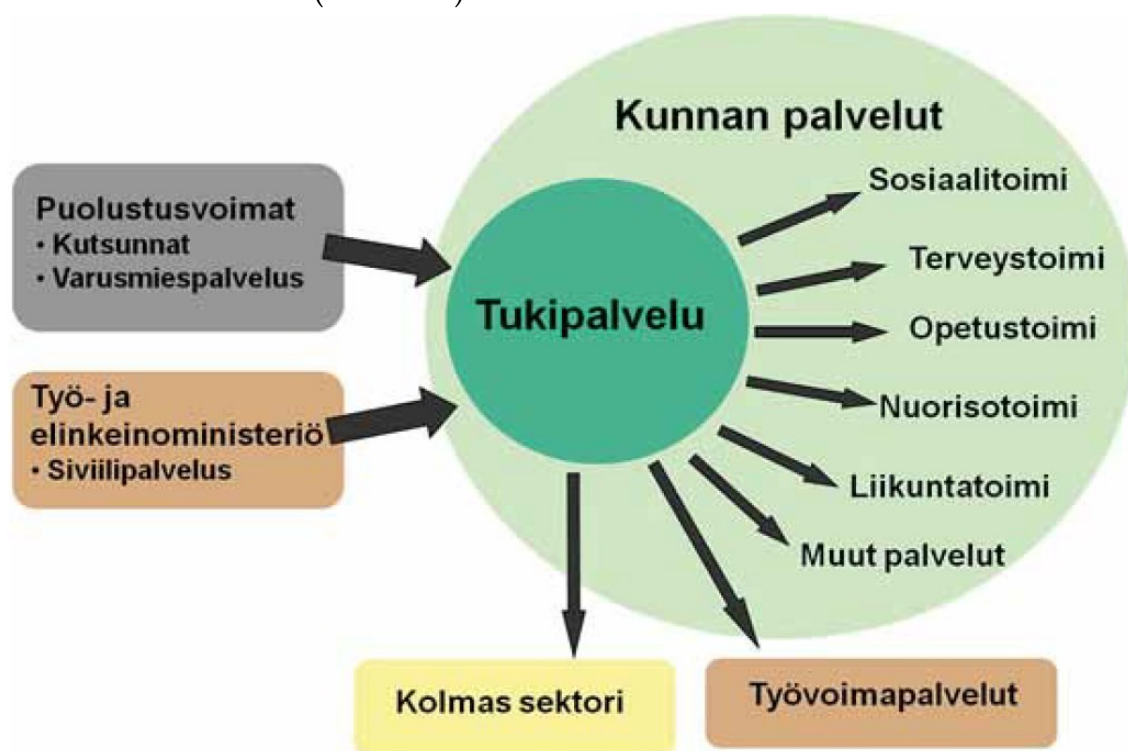 Kunnan palvelut
Puolustusvoimat
• Kutsunnat
• Varusmiespalvelus
Työ- ja
elinkeinoministeriö
• Siviilipalvelus
Tukipalvelu
Sosiaalitoimi
Terveystoimi
Opetustoimi
Nuorisotoimi
Liikuntatoimi
Muut palvelut
Kolmas sektori
Työvoimapalvelut